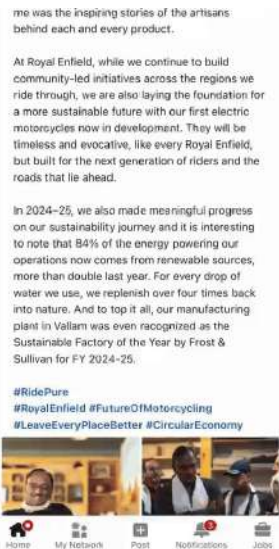 me was the inspiring stories of the artisans
behind each and every product.
At Royal Enfield, while we continue to build
community-led initiatives across the regions we
ride through, we are also laying the foundation for
a more sustainable future with our first electric
motorcycles now in development. They will be
timeless and evocative, like every Royal Enfield,
but built for the next generation of riders and the
roads that lie ahead.
In 2024–25, we also made meaningful progress
on our sustainability journey and it is interesting
to note that 84% of the energy powering our
operations now comes from renewable sources,
more than double last year. For every drop of
water we use, we replenish over four times back
into nature. And to top it all, our manufacturing
plant in Vallam was even racognized as the
Sustainable Factory of the Year by Frost &
Sullivan for FY 2024-25.
#RidePure
#RoyalEnfield #FutureOfMotorcycling
#LeaveEveryPlaceBetter #CircularEconomy
3
Home My Network Post Notifications Jobs